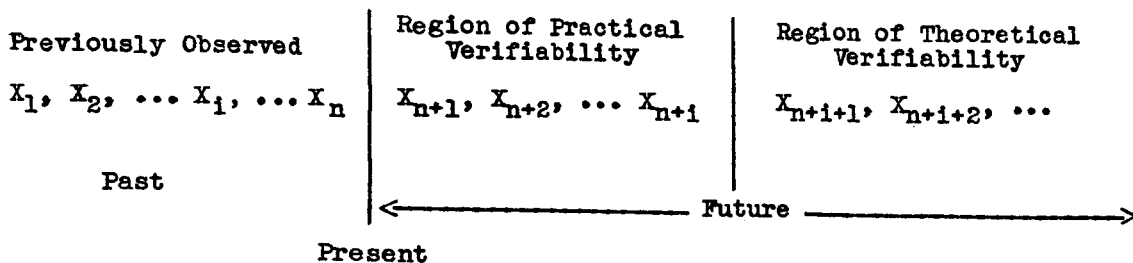 Previously Observed
Region of Practical
Verifiability
Region of Theoretical
Verifiability
X₁, X₂, ... Xᵢ, ... Xₙ
Xₙ₊₁, Xₙ₊₂, ... Xₙ₊ᵢ
Xₙ₊ᵢ₊₁, Xₙ₊ᵢ₊₂, ...
Past
Future
Present